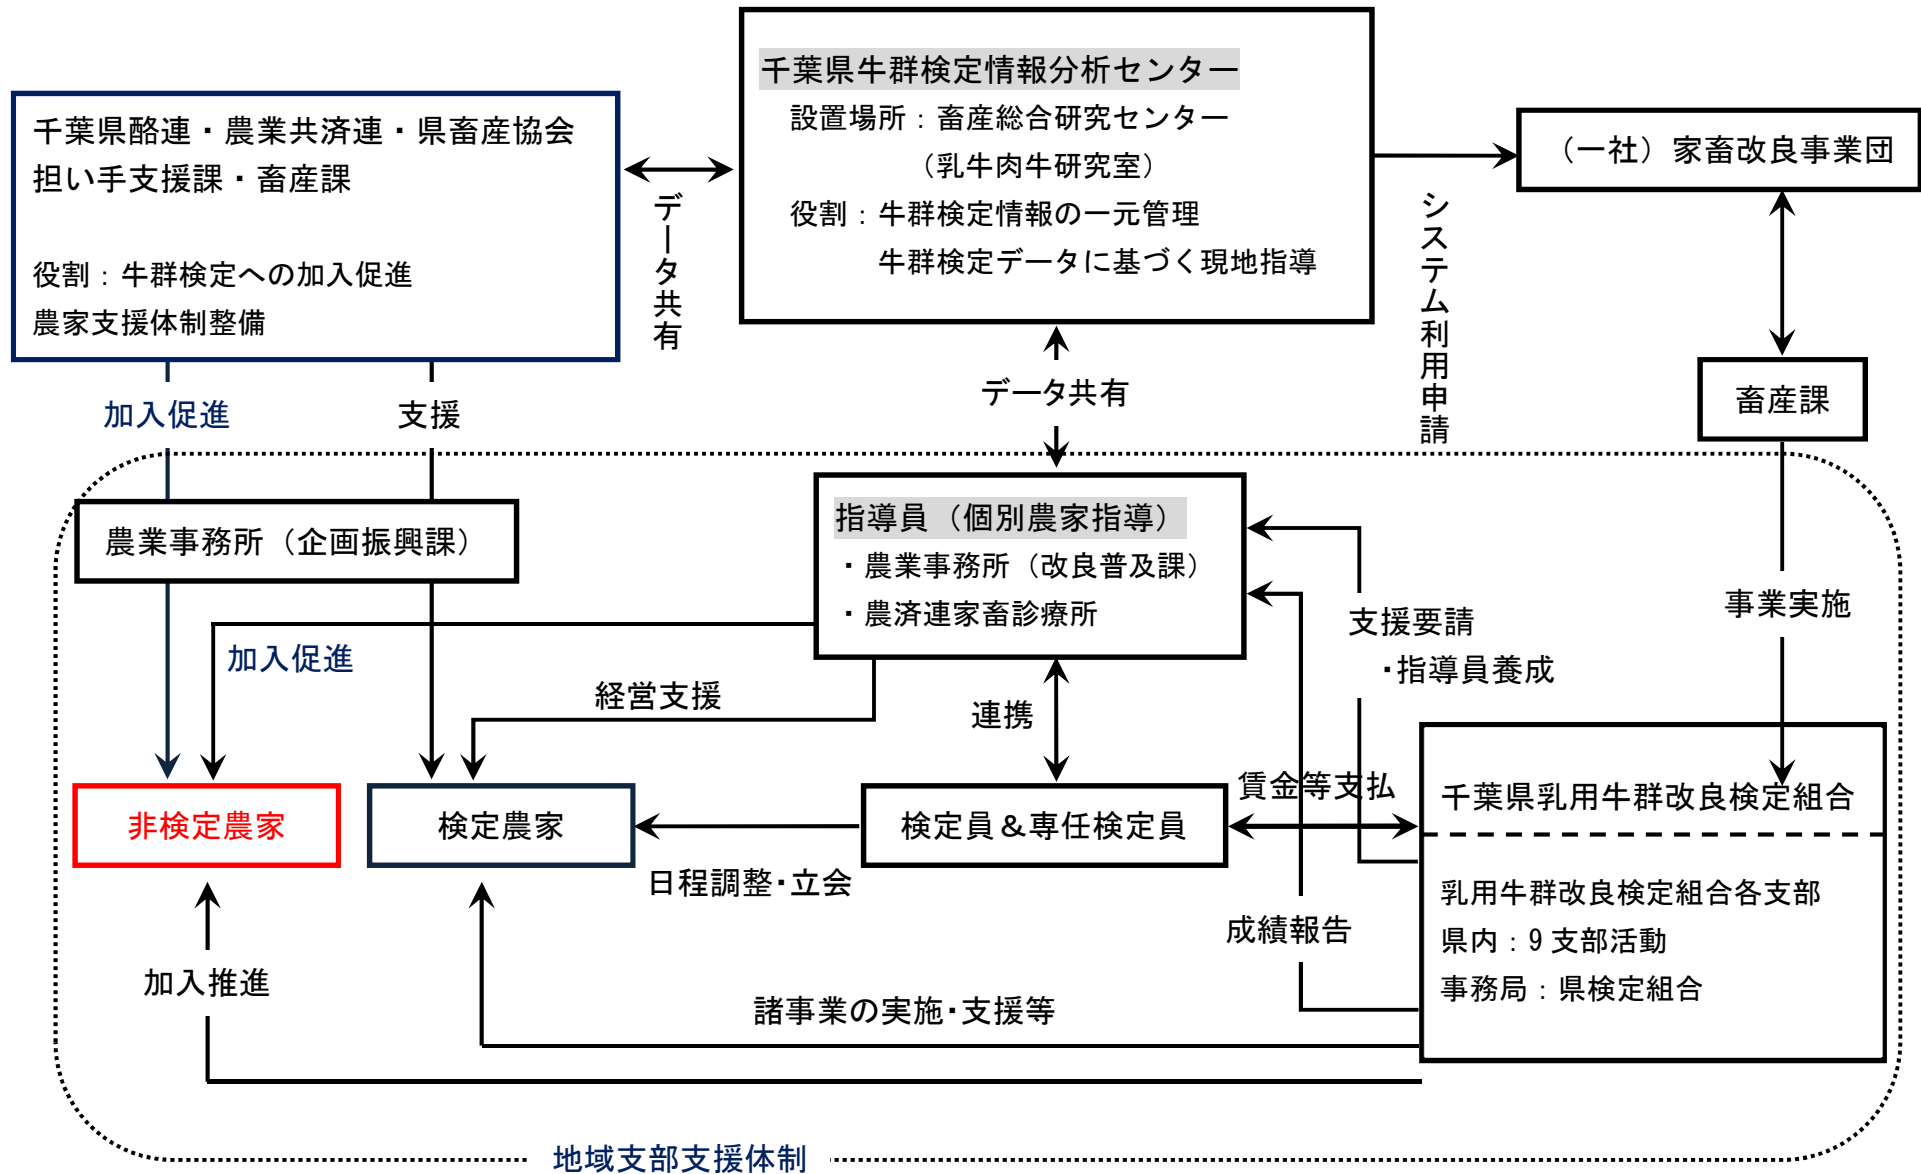 千葉県牛群検定情報分析センター
設置場所：畜産総合研究センター
（乳牛肉牛研究室）
役割：牛群検定情報の一元管理
牛群検定データに基づく現地指導
千葉県酪連・農業共済連・県畜産協会
担い手支援課・畜産課
役割：牛群検定への加入促進
農家支援体制整備
データ共有
（一社）家畜改良事業団
システム利用申請
データ共有
畜産課
加入促進
支援
農業事務所（企画振興課）
指導員（個別農家指導）
・農業事務所（改良普及課）
・農済連家畜診療所
事業実施
支援要請
・指導員養成
加入促進
経営支援
連携
非検定農家
検定農家
検定員＆専任検定員
賃金等支払
千葉県乳用牛群改良検定組合
日程調整・立会
乳用牛群改良検定組合各支部
県内：9 支部活動
事務局：県検定組合
成績報告
加入推進
諸事業の実施・支援等
地域支部支援体制